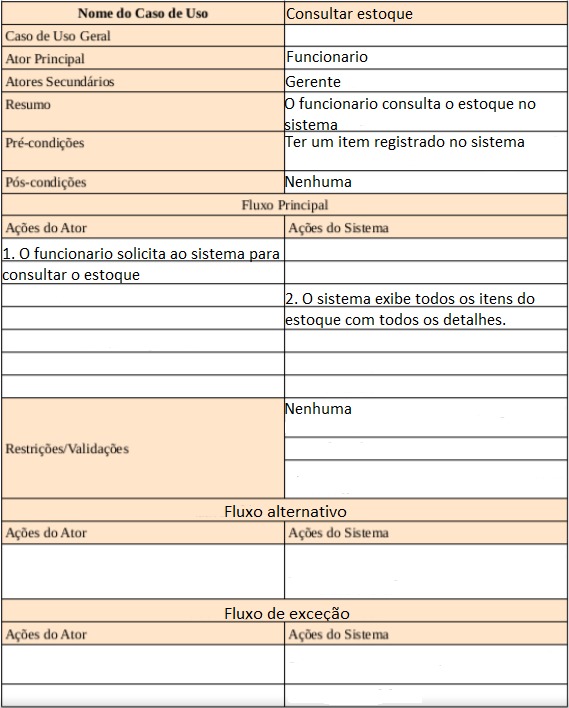 Nome do Caso de Uso Consultar estoque
Caso de Uso Geral
Ator Principal Funcionario
Atores Secundários Gerente
Resumo O funcionario consulta o estoque no
sistema
Pré-condições Ter um item registrado no sistema
Pós-condições Nenhuma
Fluxo Principal
Ações do Ator Ações do Sistema
1. O funcionario solicita ao sistema para
consultar o estoque
2. O sistema exibe todos os itens do
estoque com todos os detalhes.
Nenhuma
Restrições/Validações
Fluxo alternativo
Ações do Ator Ações do Sistema
Fluxo de exceção
Ações do Ator Ações do Sistema